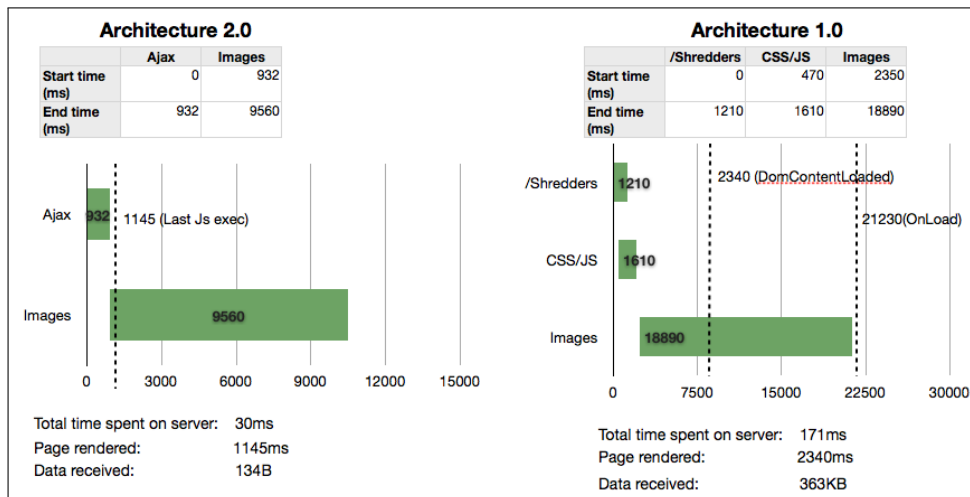 Architecture 2.0
Ajax Images
Start time (ms) 0 932
End time (ms) 932 9560
Ajax 932
1145 (Last Js exec)
Images 9560
0 3000 6000 9000 12000 15000
Total time spent on server: 30ms
Page rendered: 1145ms
Data received: 134B
Architecture 1.0
/Shredders CSS/JS Images
Start time (ms) 0 470 2350
End time (ms) 1210 1610 18890
/Shredders 1210
2340 (DomContentLoaded)
21230(OnLoad)
CSS/JS 1610
Images 18890
0 7500 15000 22500 30000
Total time spent on server: 171ms
Page rendered: 2340ms
Data received: 363KB